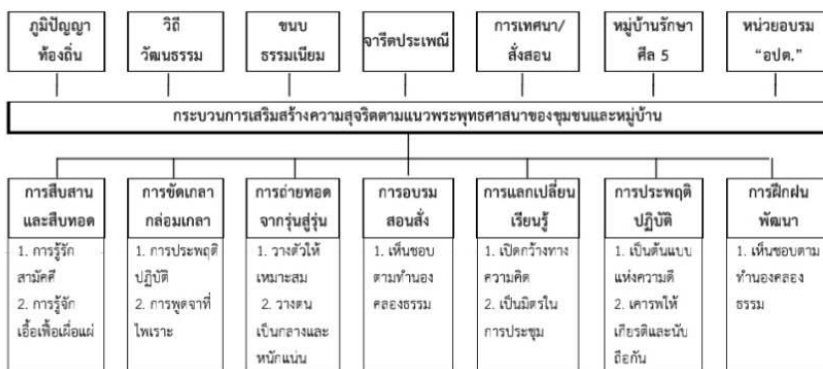 ภูมิปัญญา
ท้องถิ่น
วิถี
วัฒนธรรม
ขนบ
ธรรมเนียม
จารีตประเพณี
การเทศนา/
สั่งสอน
หมู่บ้านรักษา
ศีล 5
หน่วยอบรม
“อปต.”
กระบวนการเสริมสร้างความสุจริตตามแนวพระพุทธศาสนาของชุมชนและหมู่บ้าน
การสืบสาน
และสืบทอด
1. การรู้รัก
สามัคคี
2. การรู้จัก
เอื้อเฟื้อเผื่อแผ่
การขัดเกลา
กล่อมเกลา
1. การประพฤติ
ปฏิบัติ
2. การพูดจาที่
ไพเราะ
การถ่ายทอด
จากรุ่นสู่รุ่น
1. วางตัวให้
เหมาะสม
2. วางตน
เป็นกลางและ
หนักแน่น
การอบรม
สอนสั่ง
1. เห็นชอบ
ตามทำนอง
คลองธรรม
การแลกเปลี่ยน
เรียนรู้
1. เปิดกว้างทาง
ความคิด
2. เป็นมิตรใน
การประชุม
การประพฤติ
ปฏิบัติ
1. เป็นต้นแบบ
แห่งความดี
2. เคารพให้
เกียรติและนับ
ถือกัน
การฝึกฝน
พัฒนา
1. เห็นชอบตาม
ทำนองคลอง
ธรรม